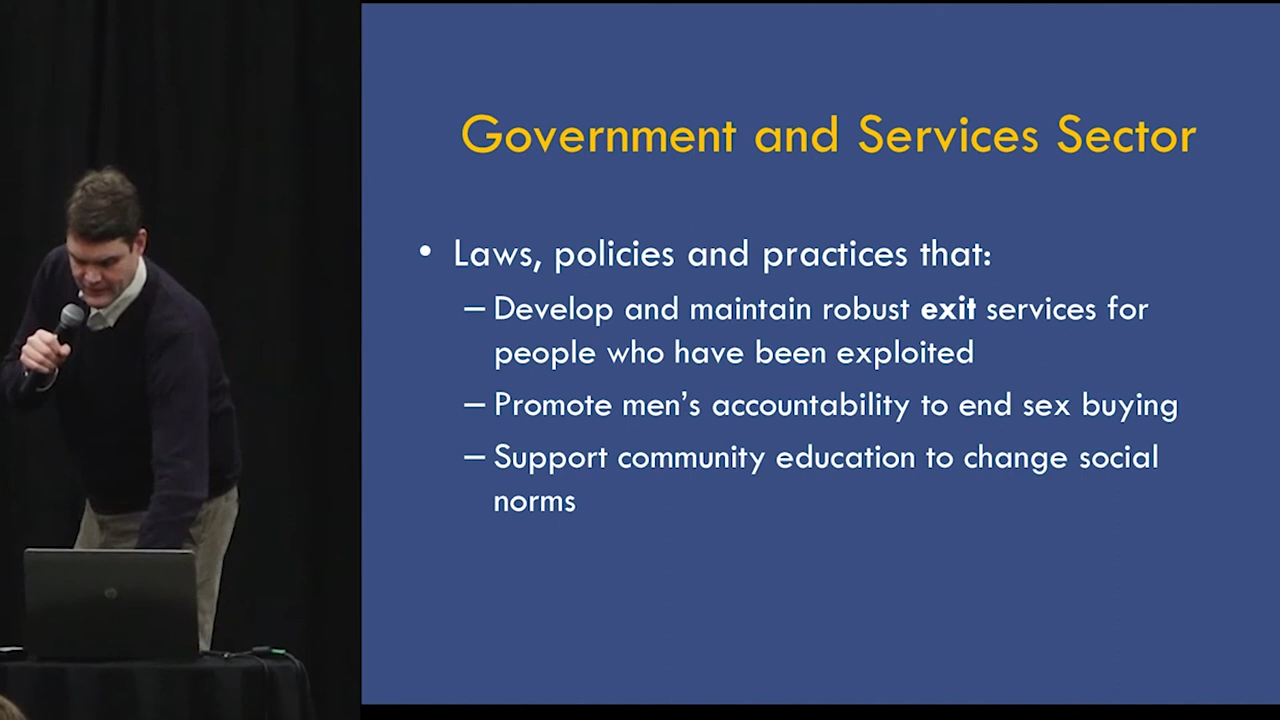 Government and Services Sector
• Laws, policies and practices that:
– Develop and maintain robust exit services for
people who have been exploited
– Promote men's accountability to end sex buying
– Support community education to change social
norms